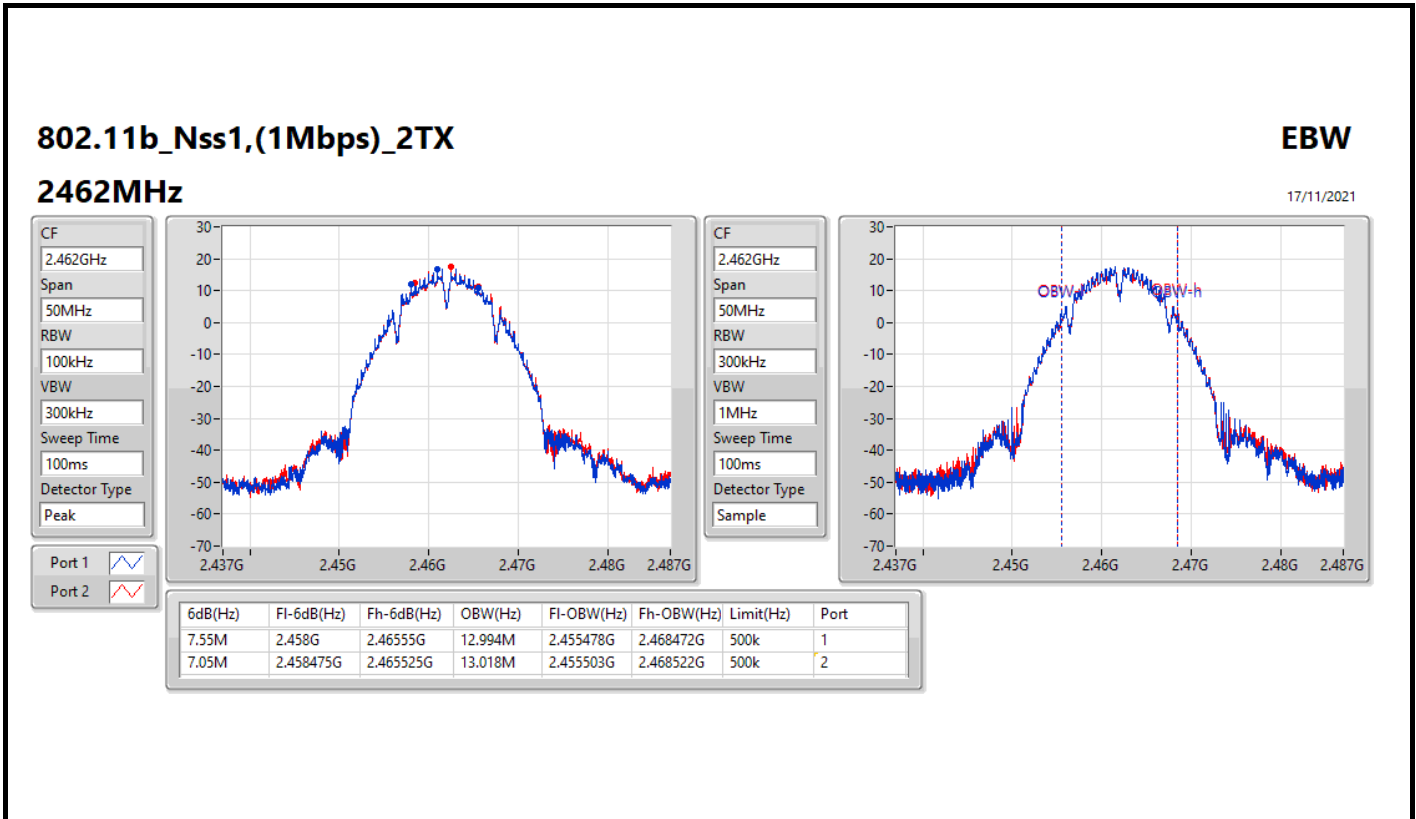 802.11b_Nss1,(1Mbps)_2TX
EBW
2462MHz
17/11/2021
CF
2.462GHz
Span
50MHz
RBW
100kHz
VBW
300kHz
Sweep Time
100ms
Detector Type
Peak
Port 1
Port 2
30
20
10
0
-10
-20
-30
-40
-50
-60
-70
2.437G 2.45G 2.46G 2.47G 2.48G 2.487G
CF
2.462GHz
Span
50MHz
RBW
300kHz
VBW
1MHz
Sweep Time
100ms
Detector Type
Sample
30
20
10
0
-10
-20
-30
-40
-50
-60
-70
OBW OBW-h
2.437G 2.45G 2.46G 2.47G 2.48G 2.487G
6dB(Hz) Fl-6dB(Hz) Fh-6dB(Hz) OBW(Hz) Fl-OBW(Hz) Fh-OBW(Hz) Limit(Hz) Port
7.55M 2.458G 2.46555G 12.994M 2.455478G 2.468472G 500k 1
7.05M 2.458475G 2.465525G 13.018M 2.455503G 2.468522G 500k 2